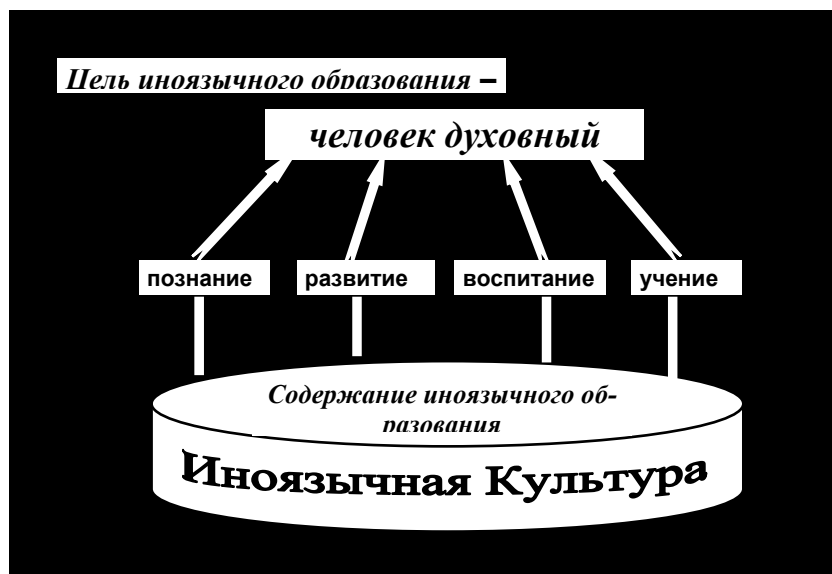 Цель иноязычного образования –
человек духовный
познание
развитие
воспитание
учение
Содержание иноязычного об-
разования
Иноязычная Культура